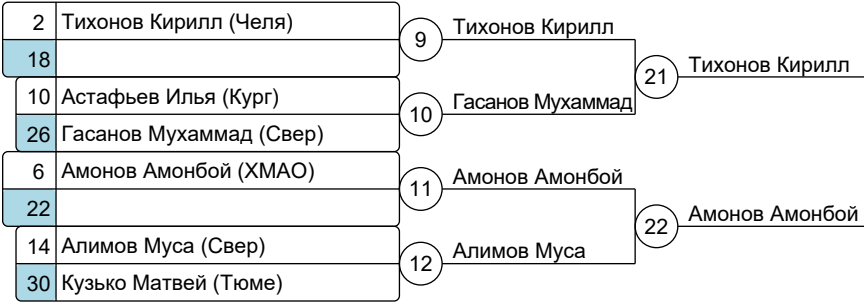 2 Тихонов Кирилл (Челя)
18
9 Тихонов Кирилл
10 Астафьев Илья (Кург)
26 Гасанов Мухаммад (Свер)
10 Гасанов Мухаммад
21 Тихонов Кирилл
6 Амонов Амонбой (ХМАО)
22
11 Амонов Амонбой
14 Алимов Муса (Свер)
30 Кузько Матвей (Тюме)
12 Алимов Муса
22 Амонов Амонбой